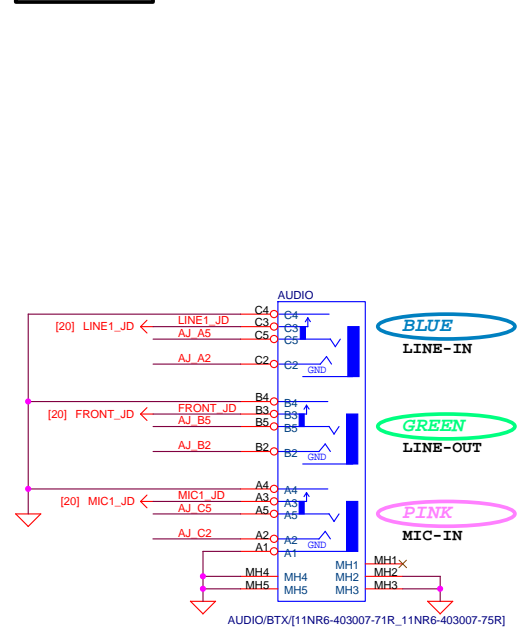 AUDIO
C4 C4
[20] LINE1_JD LINE1_JD C3 C3
AJ_A5 C5 C5
AJ_A2 C2 C2
GND
BLUE
LINE-IN
B4 B4
[20] FRONT_JD FRONT_JD B3 B3
AJ_B5 B5 B5
AJ_B2 B2 B2
GND
GREEN
LINE-OUT
A4 A4
[20] MIC1_JD MIC1_JD A3 A3
AJ_C5 A5 A5
AJ_C2 A2 A2
GND
A1 A1
PINK
MIC-IN
MH1 MH1
MH4 MH4 MH2 MH2
MH5 MH5 MH3 MH3
AUDIO/BTX/[11NR6-403007-71R_11NR6-403007-75R]